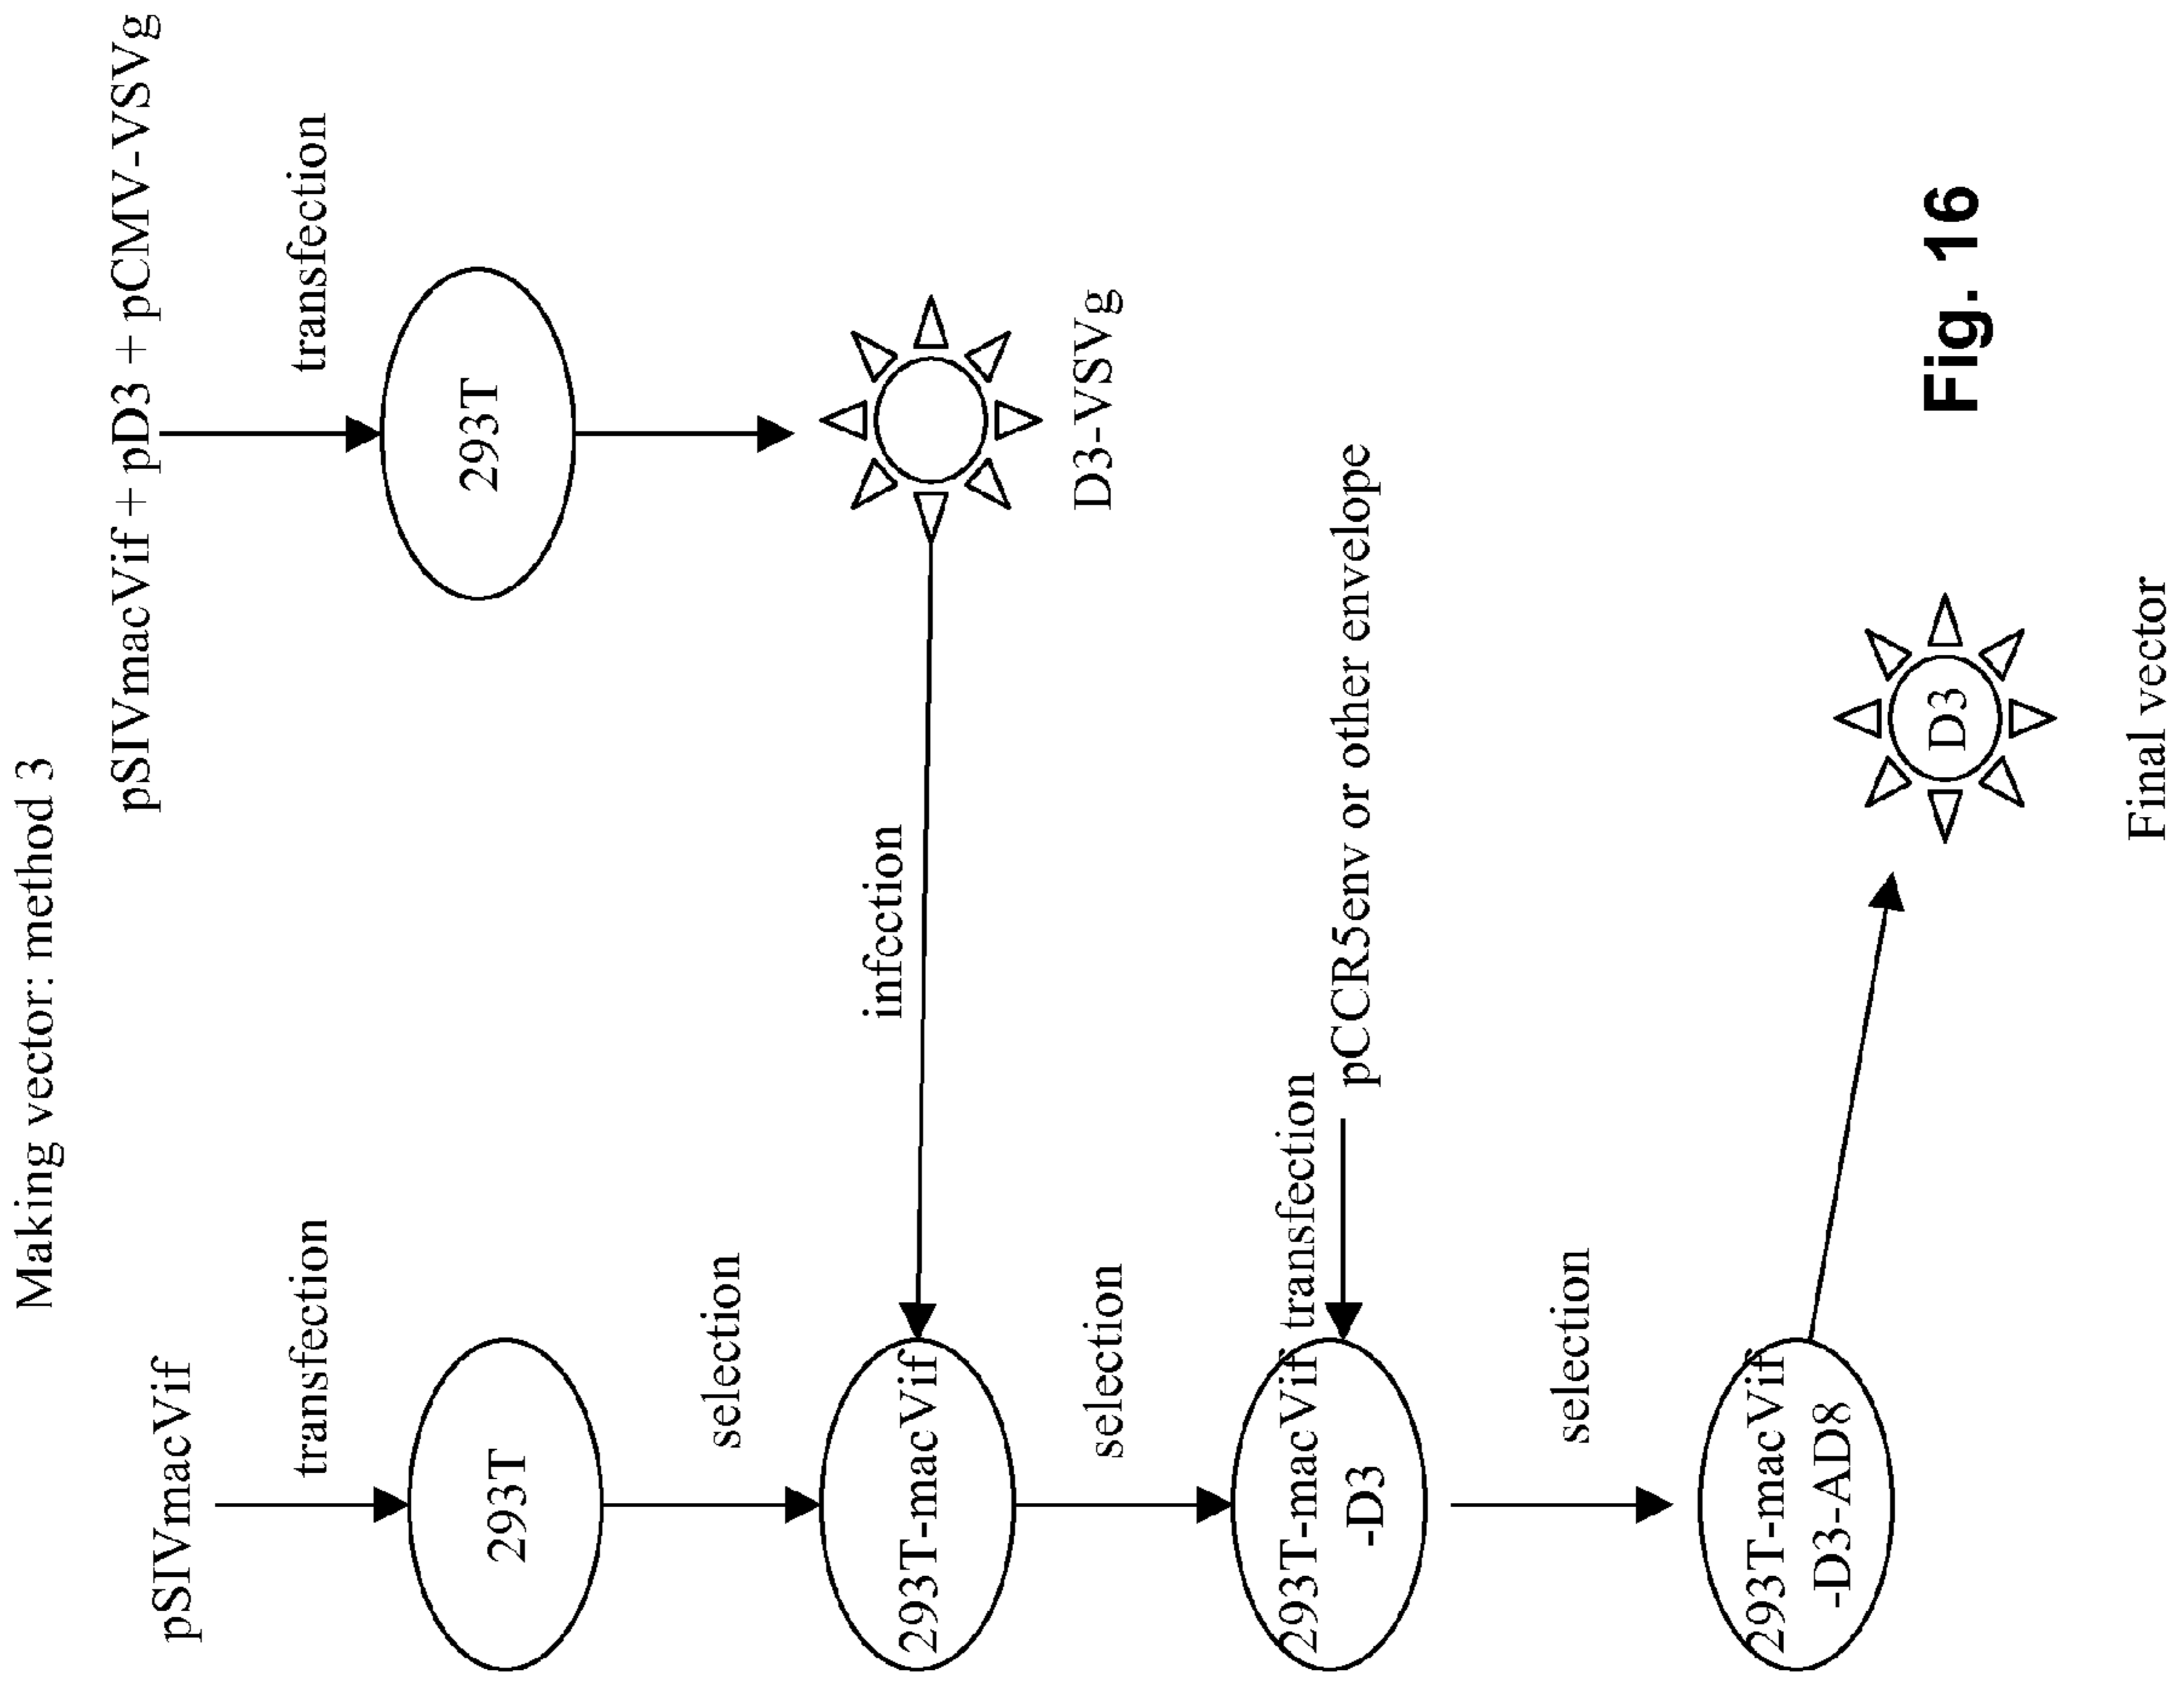 Making vector: method 3
pSIVmacVif
pSIVmacVif + pD3 + pCMV-VSVg
transfection
transfection
293T
293T
selection
infection
293T-macVif
D3-VSVg
selection
transfection
pCCR5env or other envelope
293T-macVif
-D3
selection
293T-macVif
-D3-AD8
D3
Final vector
Fig. 16